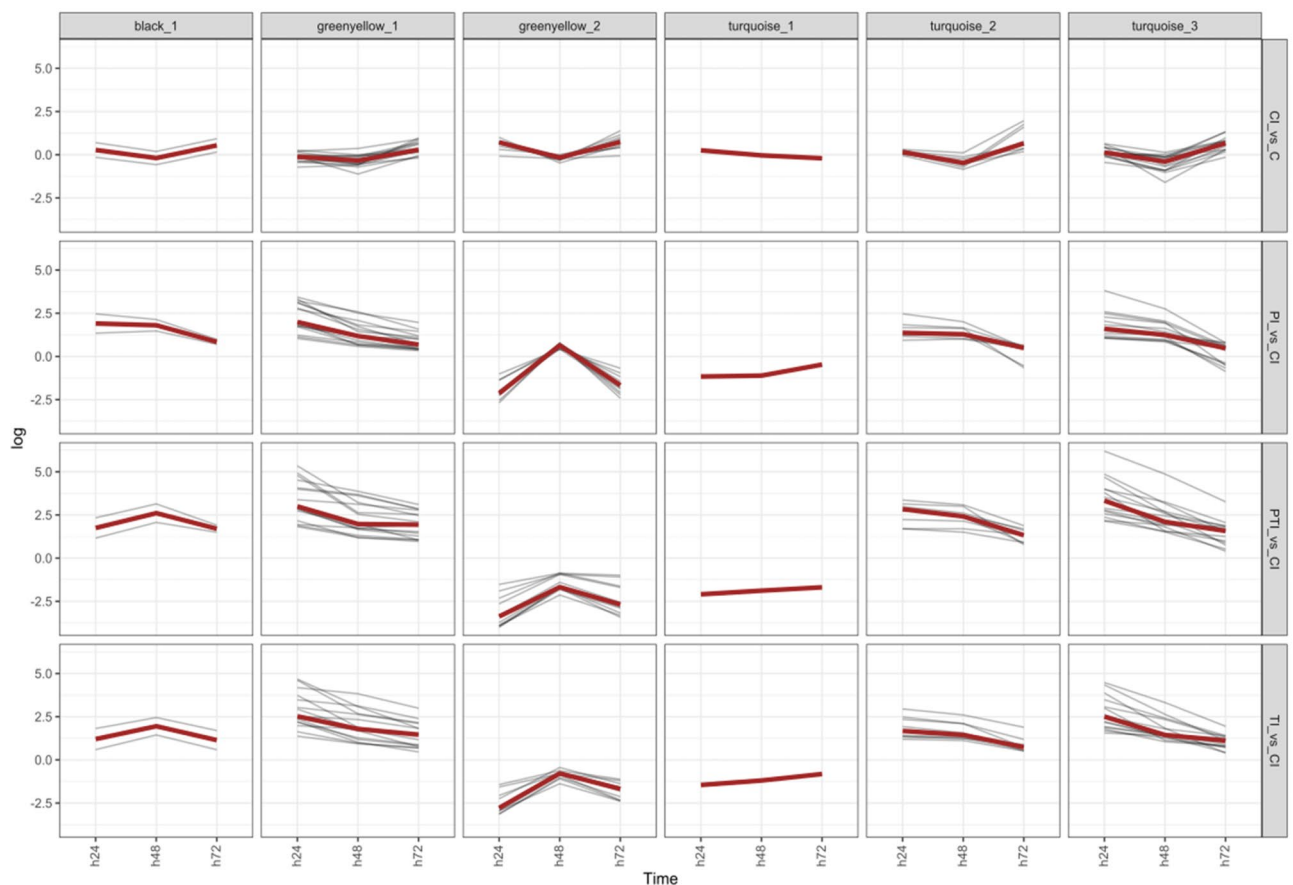 black_1 greenyellow_1 greenyellow_2 turquoise_1 turquoise_2 turquoise_3
5.0
2.5
0.0
-2.5
CI_vs_C
5.0
2.5
0.0
-2.5
PI_vs_CI
log
5.0
2.5
0.0
-2.5
PTI_vs_CI
5.0
2.5
0.0
-2.5
TI_vs_CI
h24 h48 h72 h24 h48 h72 h24 h48 h72 h24 h48 h72 h24 h48 h72 h24 h48 h72
Time